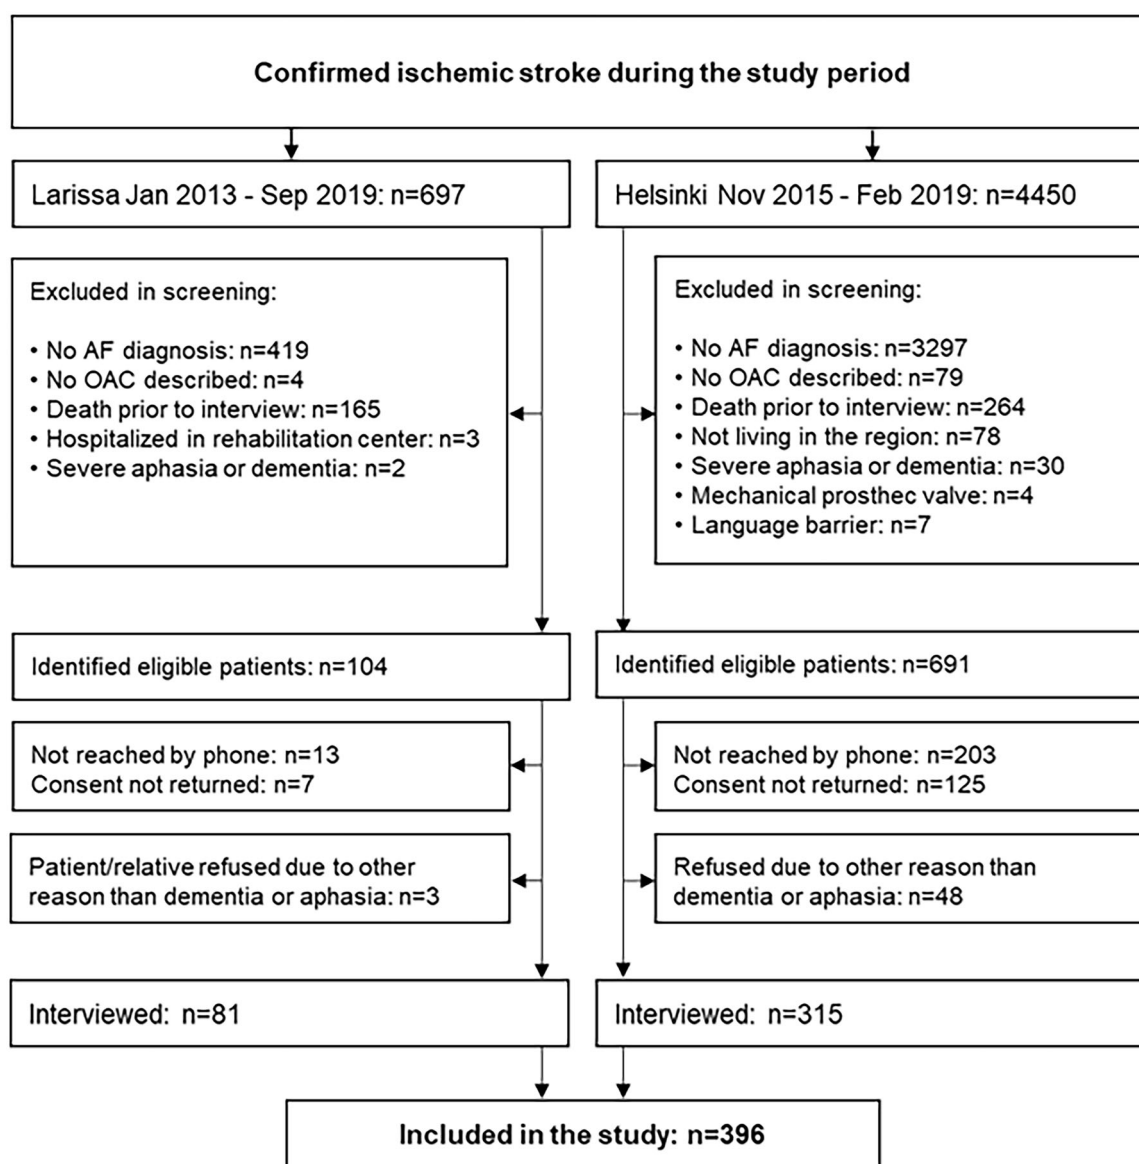 Confirmed ischemic stroke during the study period
Larissa Jan 2013 - Sep 2019: n=697
Excluded in screening:
• No AF diagnosis: n=419
• No OAC described: n=4
• Death prior to interview: n=165
• Hospitalized in rehabilitation center: n=3
• Severe aphasia or dementia: n=2
Identified eligible patients: n=104
Not reached by phone: n=13
Consent not returned: n=7
Patient/relative refused due to other
reason than dementia or aphasia: n=3
Interviewed: n=81
Helsinki Nov 2015 - Feb 2019: n=4450
Excluded in screening:
• No AF diagnosis: n=3297
• No OAC described: n=79
• Death prior to interview: n=264
• Not living in the region: n=78
• Severe aphasia or dementia: n=30
• Mechanical prosthec valve: n=4
• Language barrier: n=7
Identified eligible patients: n=691
Not reached by phone: n=203
Consent not returned: n=125
Refused due to other reason than
dementia or aphasia: n=48
Interviewed: n=315
Included in the study: n=396